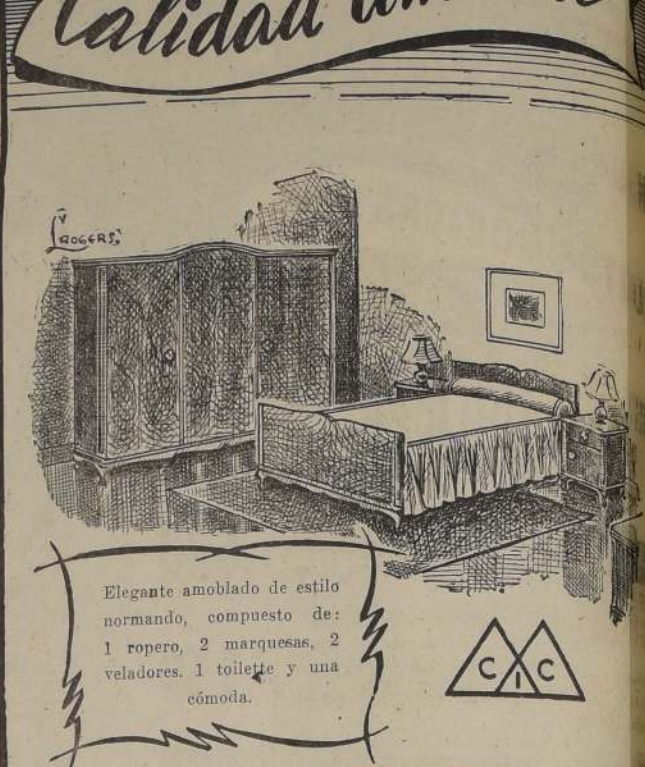 Calidad
ROGERS.
Elegante amoblado de estilo
normando, compuesto de:
1 ropero, 2 marquesas, 2
veladores. 1 toilette y una
cómoda.
C I C